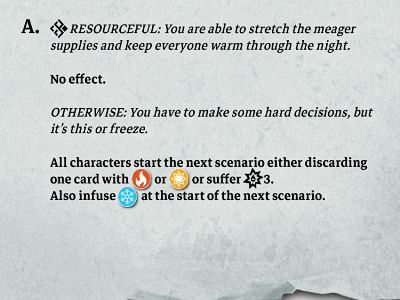 A. RESOURCEFUL: You are able to stretch the meager
supplies and keep everyone warm through the night.
No effect.
OTHERWISE: You have to make some hard decisions, but
it's this or freeze.
All characters start the next scenario either discarding
one card with or or suffer 3.
Also infuse at the start of the next scenario.